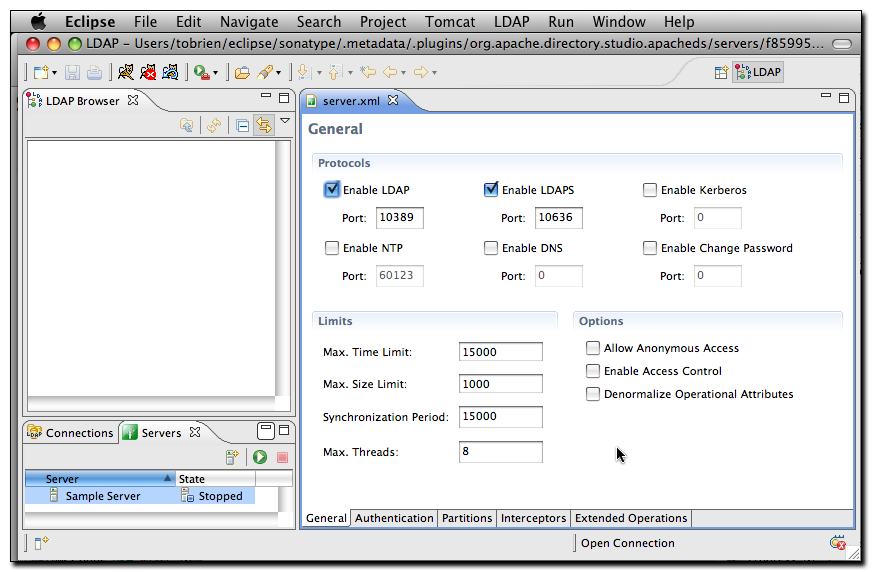 Eclipse File Edit Navigate Search Project Tomcat LDAP Run Window Help
LDAP - Users/tobrien/eclipse/sonatype/.metadata/.plugins/org.apache.directory.studio.apacheds/servers/f85995...
LDAP
LDAP Browser
server.xml
General
Protocols
Enable LDAP Enable LDAPS Enable Kerberos
Port: 10389 Port: 10636 Port: 0
Enable NTP Enable DNS Enable Change Password
Port: 60123 Port: 0 Port: 0
Limits Options
Max. Time Limit: 15000 Allow Anonymous Access
Enable Access Control
Max. Size Limit: 1000 Denormalize Operational Attributes
Synchronization Period: 15000
Max. Threads: 8
Connections Servers
Server State
Sample Server Stopped
General Authentication Partitions Interceptors Extended Operations
Open Connection